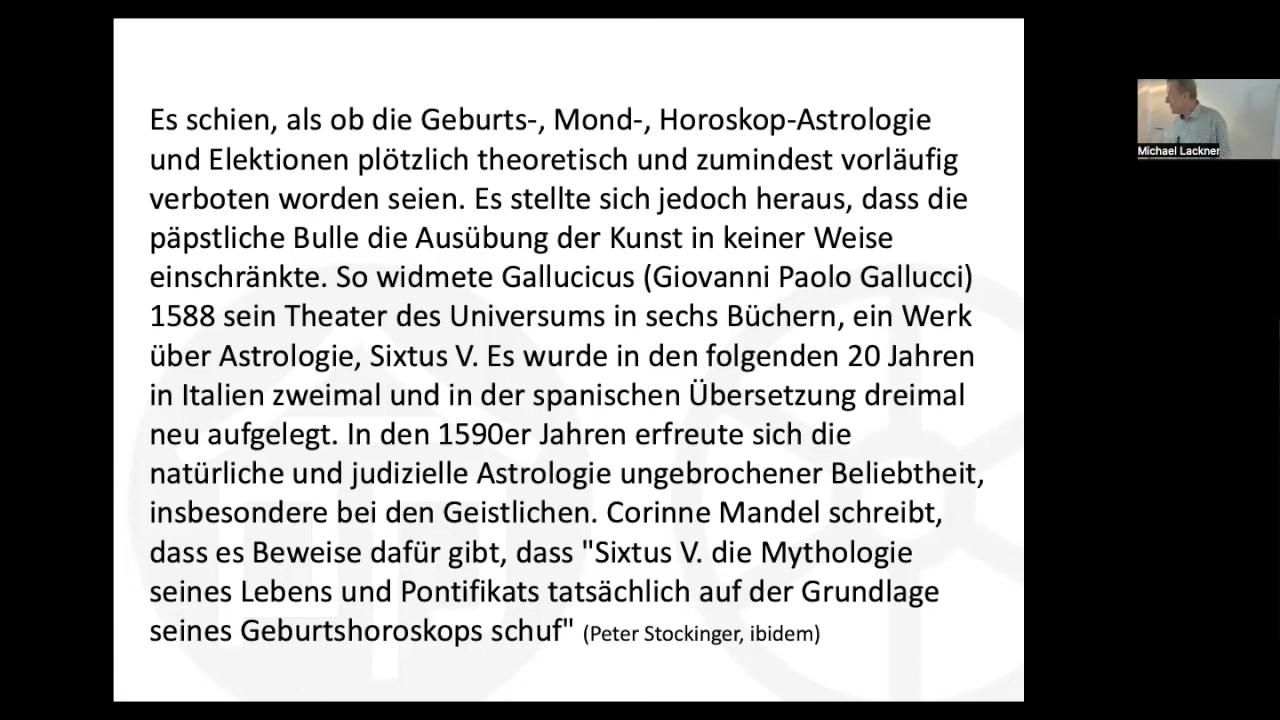 Es schien, als ob die Geburts-, Mond-, Horoskop-Astrologie
und Elektionen plötzlich theoretisch und zumindest vorläufig
verboten worden seien. Es stellte sich jedoch heraus, dass die
päpstliche Bulle die Ausübung der Kunst in keiner Weise
einschränkte. So widmete Gallucicus (Giovanni Paolo Gallucci)
1588 sein Theater des Universums in sechs Büchern, ein Werk
über Astrologie, Sixtus V. Es wurde in den folgenden 20 Jahren
in Italien zweimal und in der spanischen Übersetzung dreimal
neu aufgelegt. In den 1590er Jahren erfreute sich die
natürliche und judizielle Astrologie ungebrochener Beliebtheit,
insbesondere bei den Geistlichen. Corinne Mandel schreibt,
dass es Beweise dafür gibt, dass "Sixtus V. die Mythologie
seines Lebens und Pontifikats tatsächlich auf der Grundlage
seines Geburtshoroskops schuf" (Peter Stockinger, ibidem)
Michael Lackner